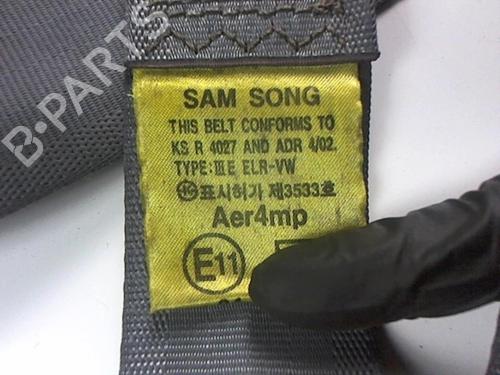 B·PARTS
SAM SONG
THIS BELT CONFORMS TO
KS R 4027 AND ADR 4/02.
TYPE: ⅢE ELR-VW
㉿표시허가 제3533호
Aer4mp
E11